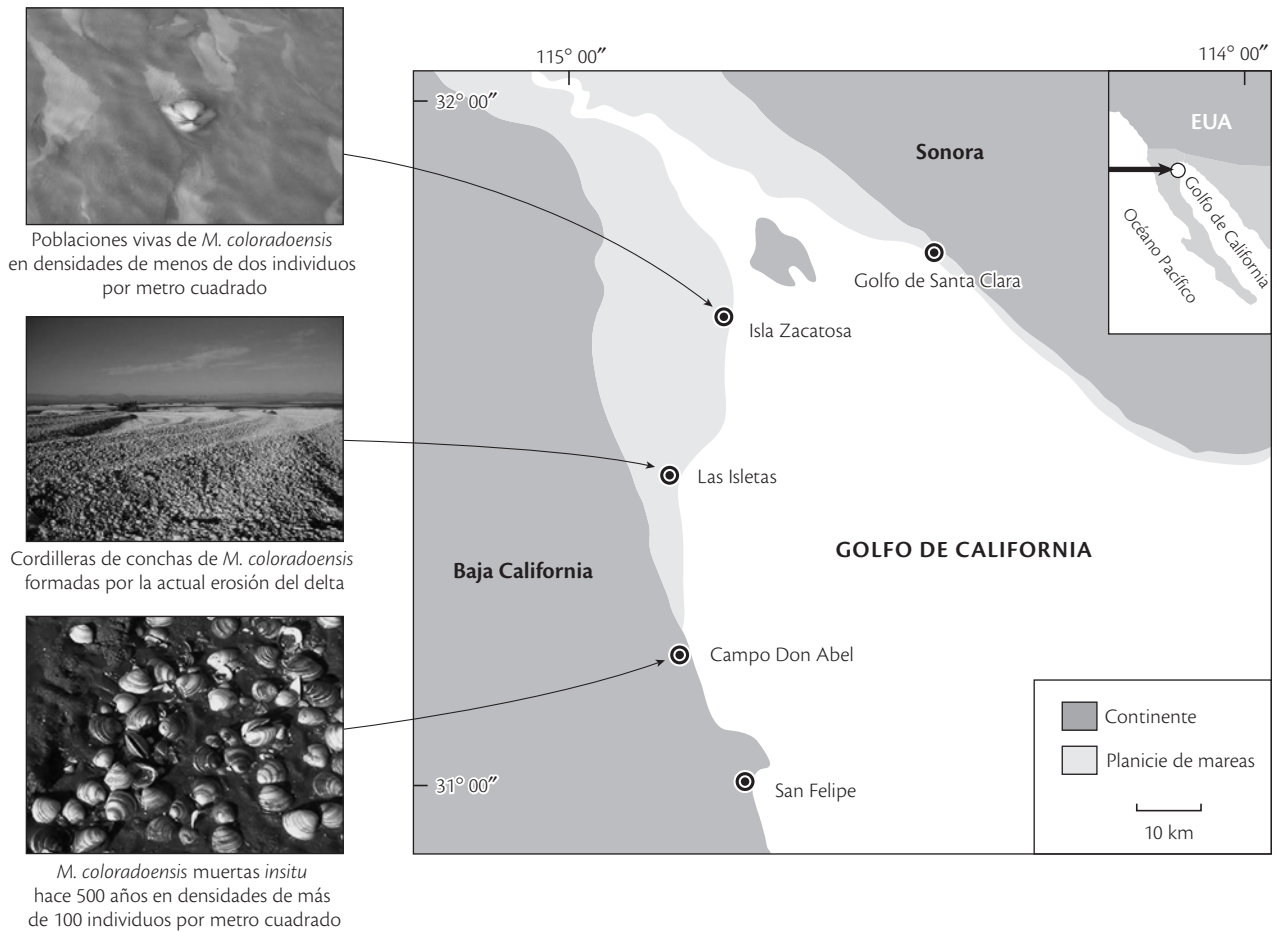 Poblaciones vivas de M. coloradoensis
en densidades de menos de dos individuos
por metro cuadrado
Cordilleras de conchas de M. coloradoensis
formadas por la actual erosión del delta
M. coloradoensis muertas insitu
hace 500 años en densidades de más
de 100 individuos por metro cuadrado
115° 00″
114° 00″
32° 00″
31° 00″
Sonora
Golfo de Santa Clara
Isla Zacatosa
Las Isletas
GOLFO DE CALIFORNIA
Baja California
Campo Don Abel
San Felipe
EUA
Golfo de California
Océano Pacífico
Continente
Planicie de mareas
10 km